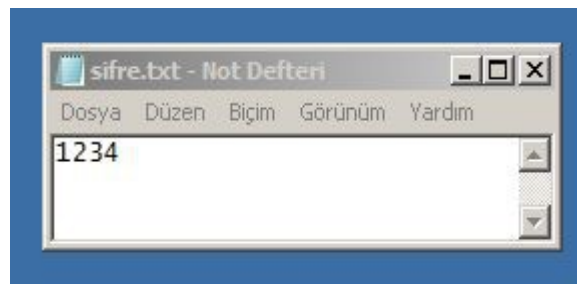 sifre.txt - Not Defteri
Dosya Düzen Biçim Görünüm Yardım
1234